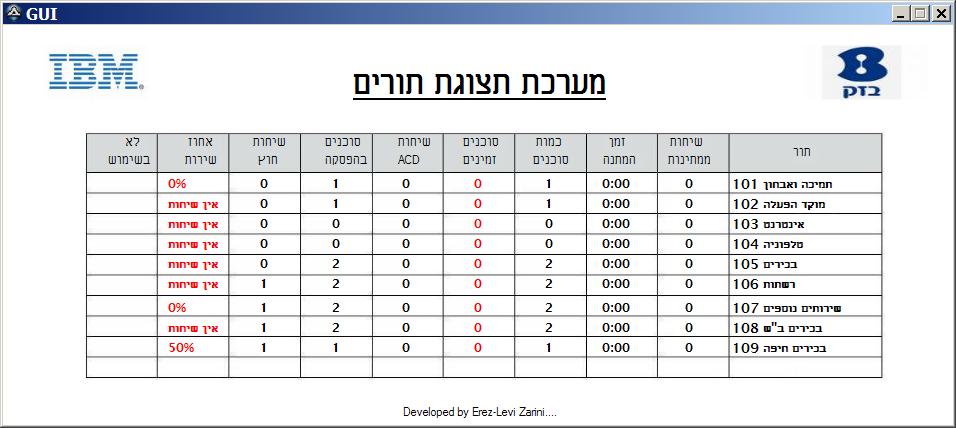 GUI
IBM
מערכת תצוגת תורים
בזק
תור שיחות ממתינות זמן המתנה כמות סוכנים סוכנים זמינים שיחות ACD סוכנים בהפסקה שיחות חוץ אחוז שירות לא בשימוש
101 תמיכה ואבחון 0 0:00 1 0 0 1 0 0%
102 מוקד הפעלה 0 0:00 1 0 0 1 0 אין שיחות
103 אינטרנט 0 0:00 0 0 0 0 0 אין שיחות
104 טלפוניה 0 0:00 0 0 0 0 0 אין שיחות
105 בכירים 0 0:00 2 0 0 2 0 אין שיחות
106 רשתות 0 0:00 2 0 0 2 1 אין שיחות
107 שירותים נוספים 0 0:00 2 0 0 2 1 0%
108 בכירים ב"ש 0 0:00 2 0 0 2 1 אין שיחות
109 בכירים חיפה 0 0:00 1 0 0 1 1 50%
Developed by Erez-Levi Zarini....